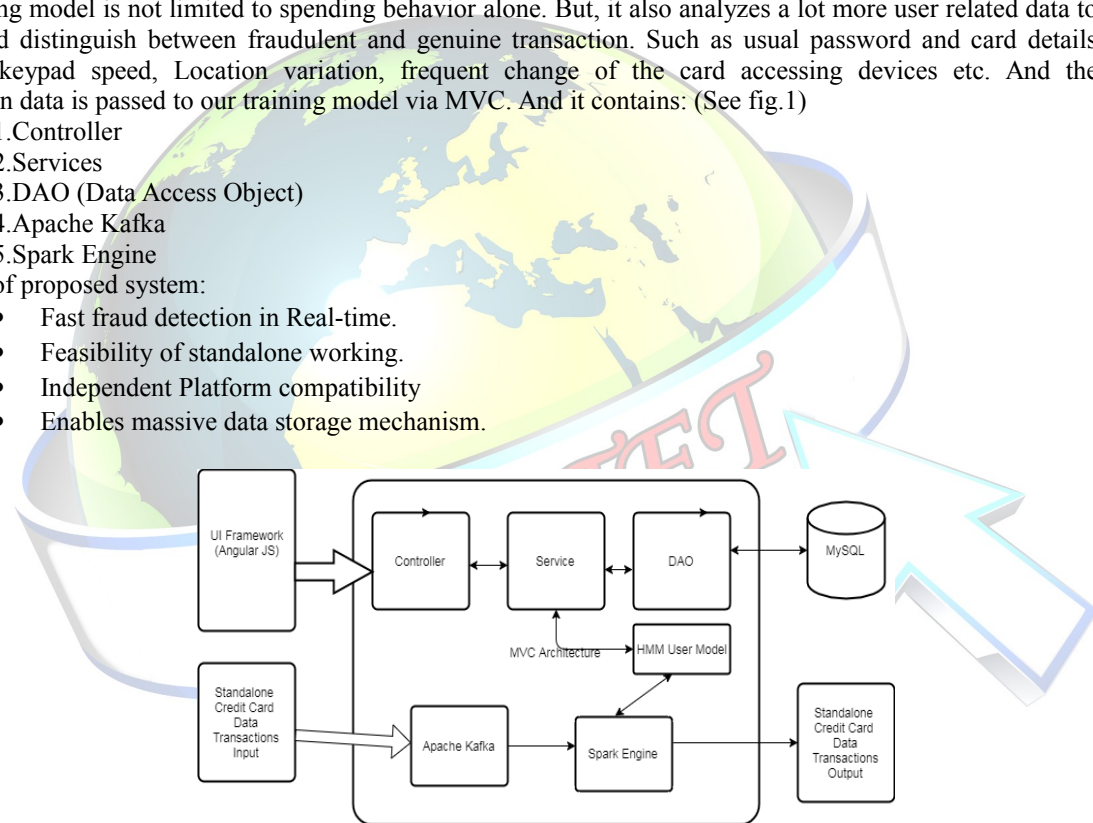 ng model is not limited to spending behavior alone. But, it also analyzes a lot more user related data to
d distinguish between fraudulent and genuine transaction. Such as usual password and card details
keypad speed, Location variation, frequent change of the card accessing devices etc. And the
n data is passed to our training model via MVC. And it contains: (See fig.1)
1.Controller
2.Services
3.DAO (Data Access Object)
4.Apache Kafka
5.Spark Engine
of proposed system:
• Fast fraud detection in Real-time.
• Feasibility of standalone working.
• Independent Platform compatibility
• Enables massive data storage mechanism.
UI Framework
(Angular JS)
Controller
Service
DAO
MySQL
MVC Architecture
HMM User Model
Standalone
Credit Card
Data
Transactions
Input
Apache Kafka
Spark Engine
Standalone
Credit Card
Data
Transactions
Output